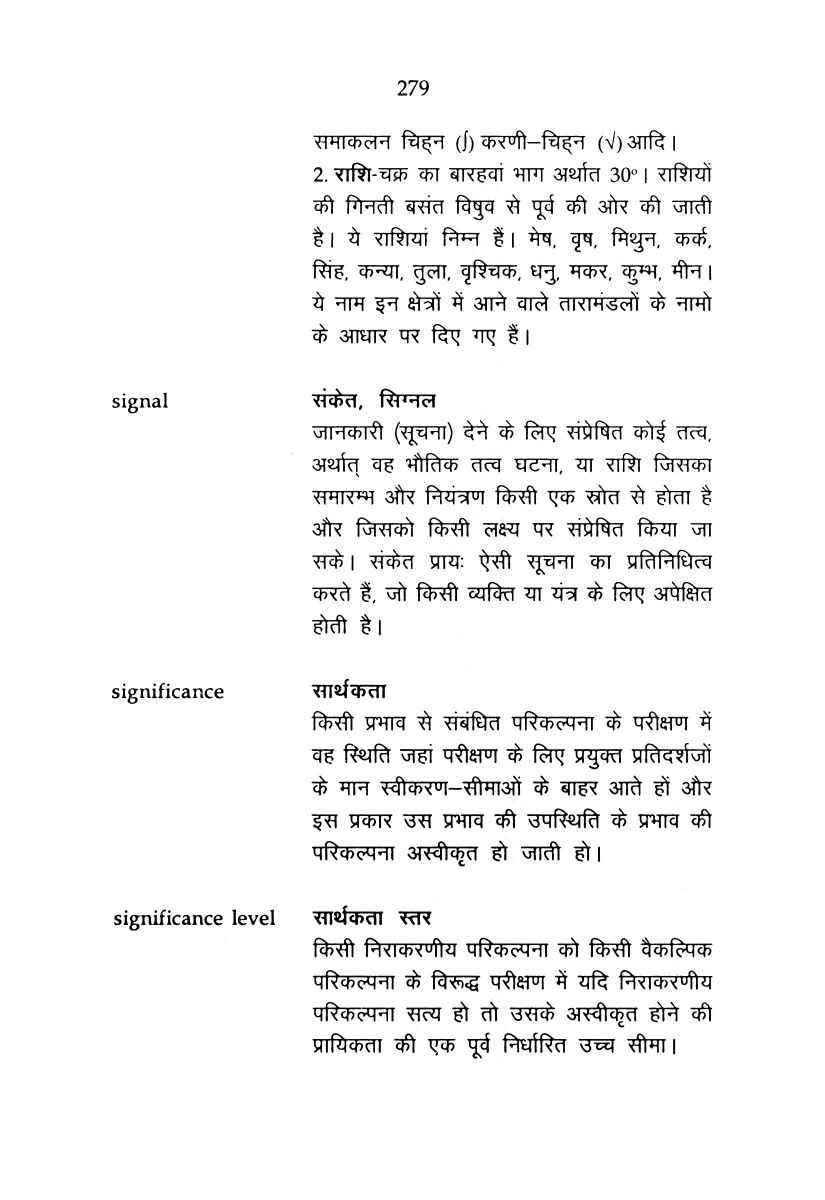 279
समाकलन चिह्न (∫) करणी–चिह्न (√) आदि।
2. राशि-चक्र का बारहवां भाग अर्थात 30°। राशियों
की गिनती बसंत विषुव से पूर्व की ओर की जाती
है। ये राशियां निम्न हैं। मेष, वृष, मिथुन, कर्क,
सिंह, कन्या, तुला, वृश्चिक, धनु, मकर, कुम्भ, मीन।
ये नाम इन क्षेत्रों में आने वाले तारामंडलों के नामो
के आधार पर दिए गए हैं।
signal संकेत, सिग्नल
जानकारी (सूचना) देने के लिए संप्रेषित कोई तत्व,
अर्थात् वह भौतिक तत्व घटना, या राशि जिसका
समारम्भ और नियंत्रण किसी एक स्रोत से होता है
और जिसको किसी लक्ष्य पर संप्रेषित किया जा
सके। संकेत प्रायः ऐसी सूचना का प्रतिनिधित्व
करते हैं, जो किसी व्यक्ति या यंत्र के लिए अपेक्षित
होती है।
significance सार्थकता
किसी प्रभाव से संबंधित परिकल्पना के परीक्षण में
वह स्थिति जहां परीक्षण के लिए प्रयुक्त प्रतिदर्शजों
के मान स्वीकरण–सीमाओं के बाहर आते हों और
इस प्रकार उस प्रभाव की उपस्थिति के प्रभाव की
परिकल्पना अस्वीकृत हो जाती हो।
significance level सार्थकता स्तर
किसी निराकरणीय परिकल्पना को किसी वैकल्पिक
परिकल्पना के विरूद्ध परीक्षण में यदि निराकरणीय
परिकल्पना सत्य हो तो उसके अस्वीकृत होने की
प्रायिकता की एक पूर्व निर्धारित उच्च सीमा।